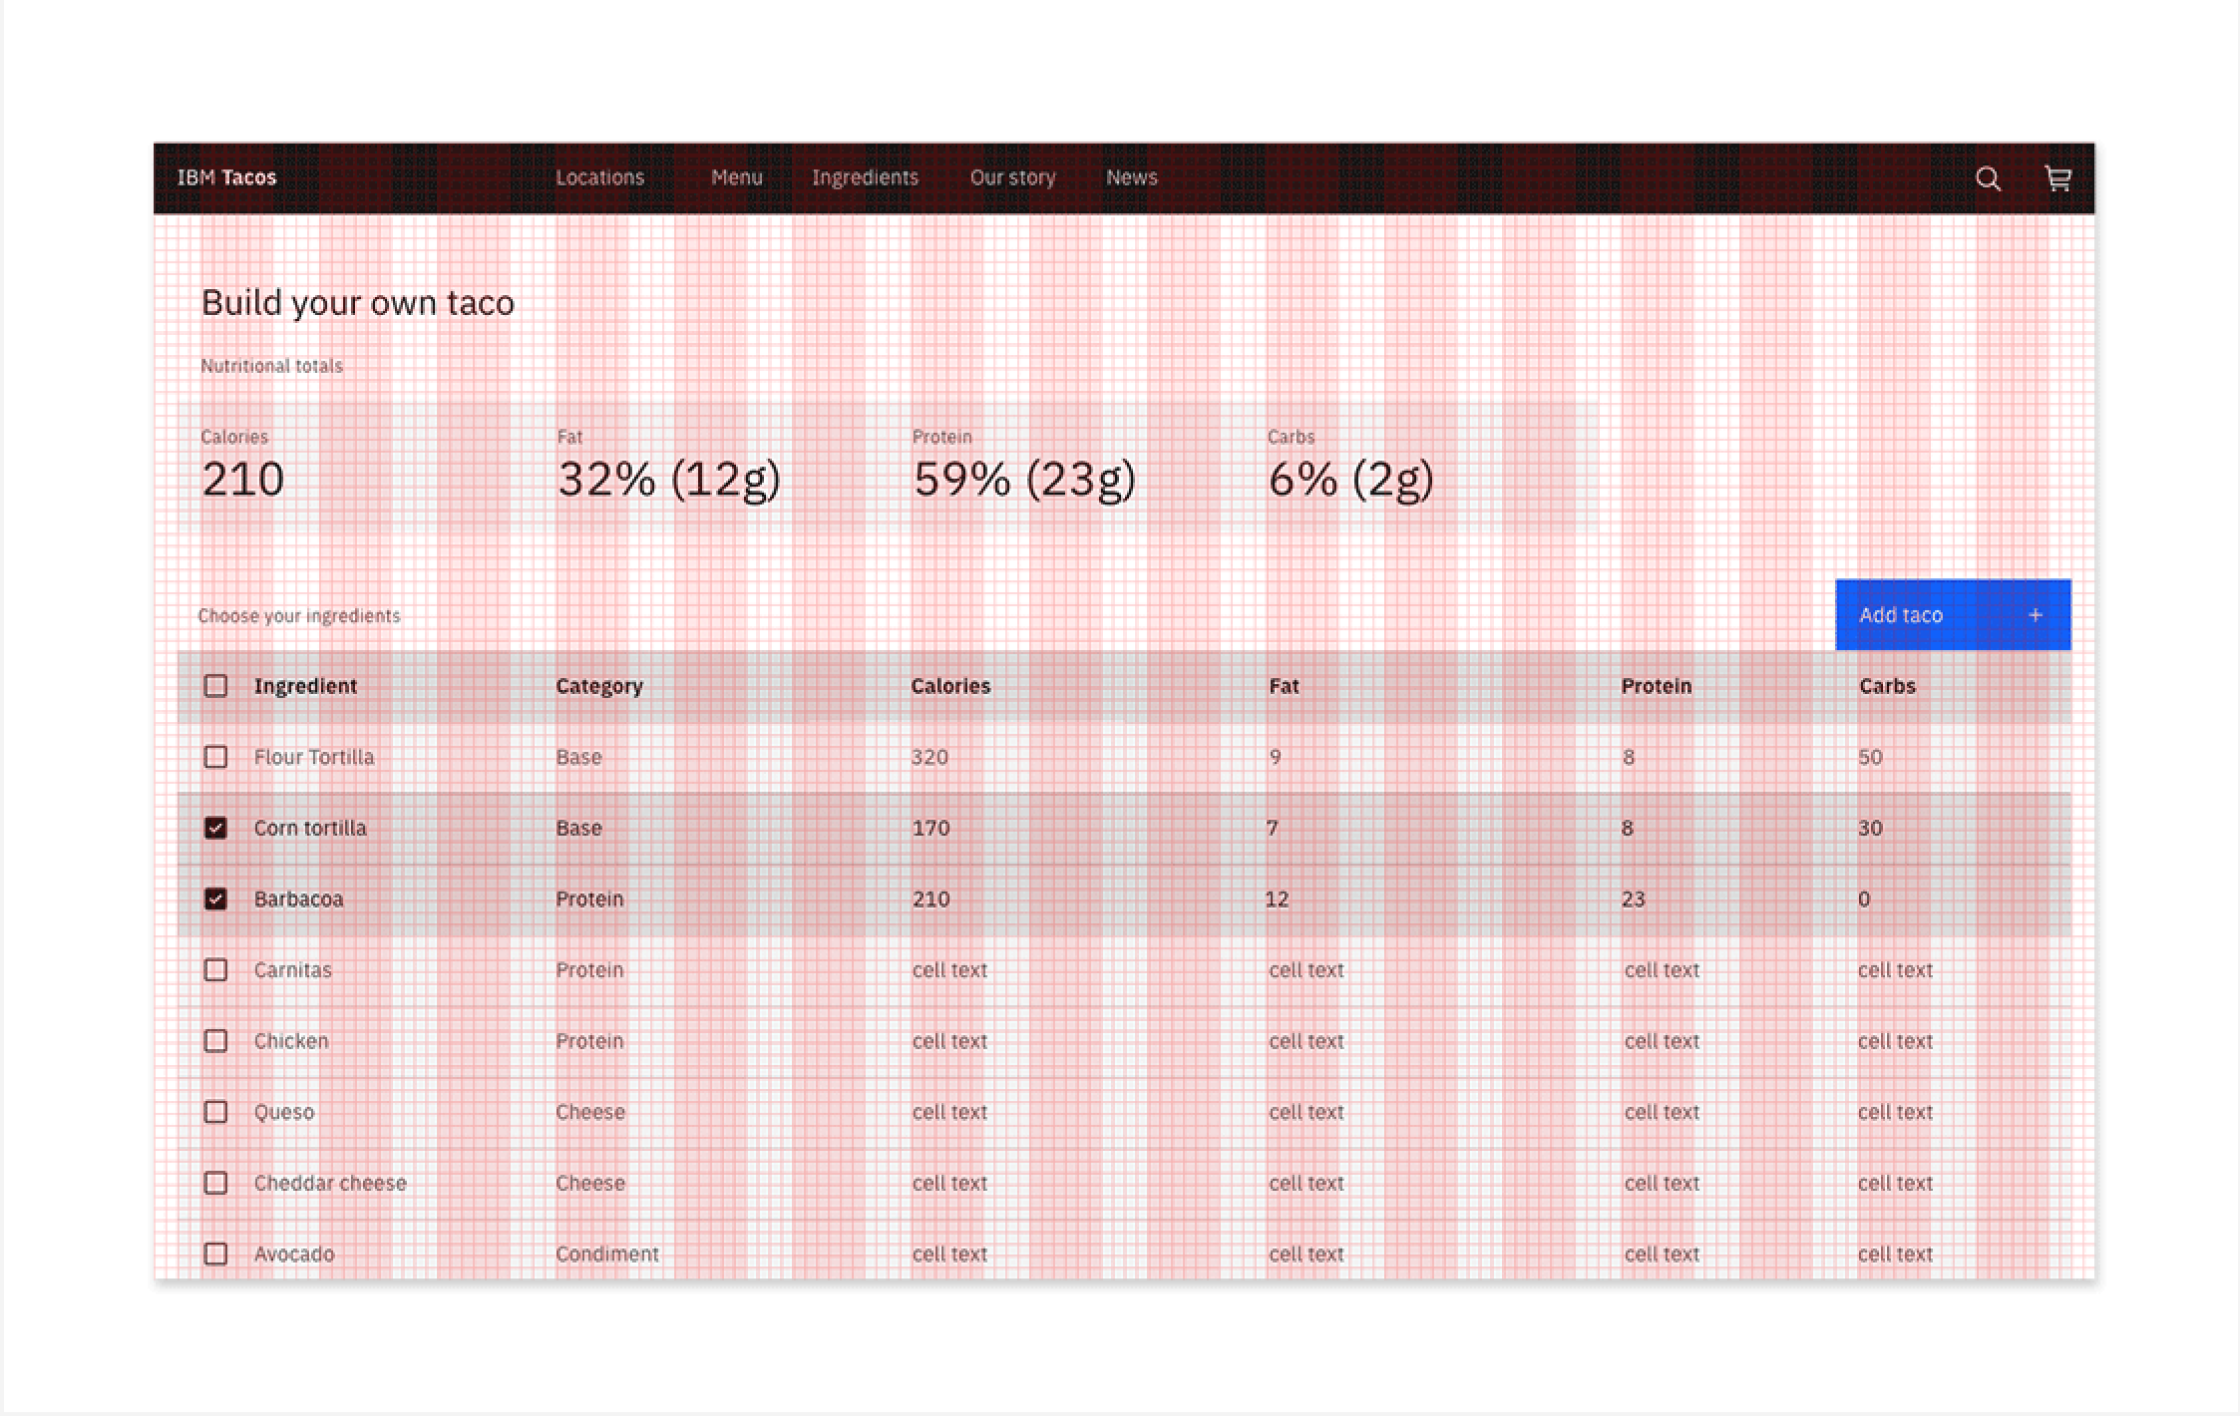 IBM Tacos Locations Menu Ingredients Our story News
Build your own taco
Nutritional totals
Calories Fat Protein Carbs
210 32% (12g) 59% (23g) 6% (2g)
Choose your ingredients Add taco +
Ingredient Category Calories Fat Protein Carbs
Flour Tortilla Base 320 9 8 50
Corn tortilla Base 170 7 8 30
Barbacoa Protein 210 12 23 0
Carnitas Protein cell text cell text cell text cell text
Chicken Protein cell text cell text cell text cell text
Queso Cheese cell text cell text cell text cell text
Cheddar cheese Cheese cell text cell text cell text cell text
Avocado Condiment cell text cell text cell text cell text